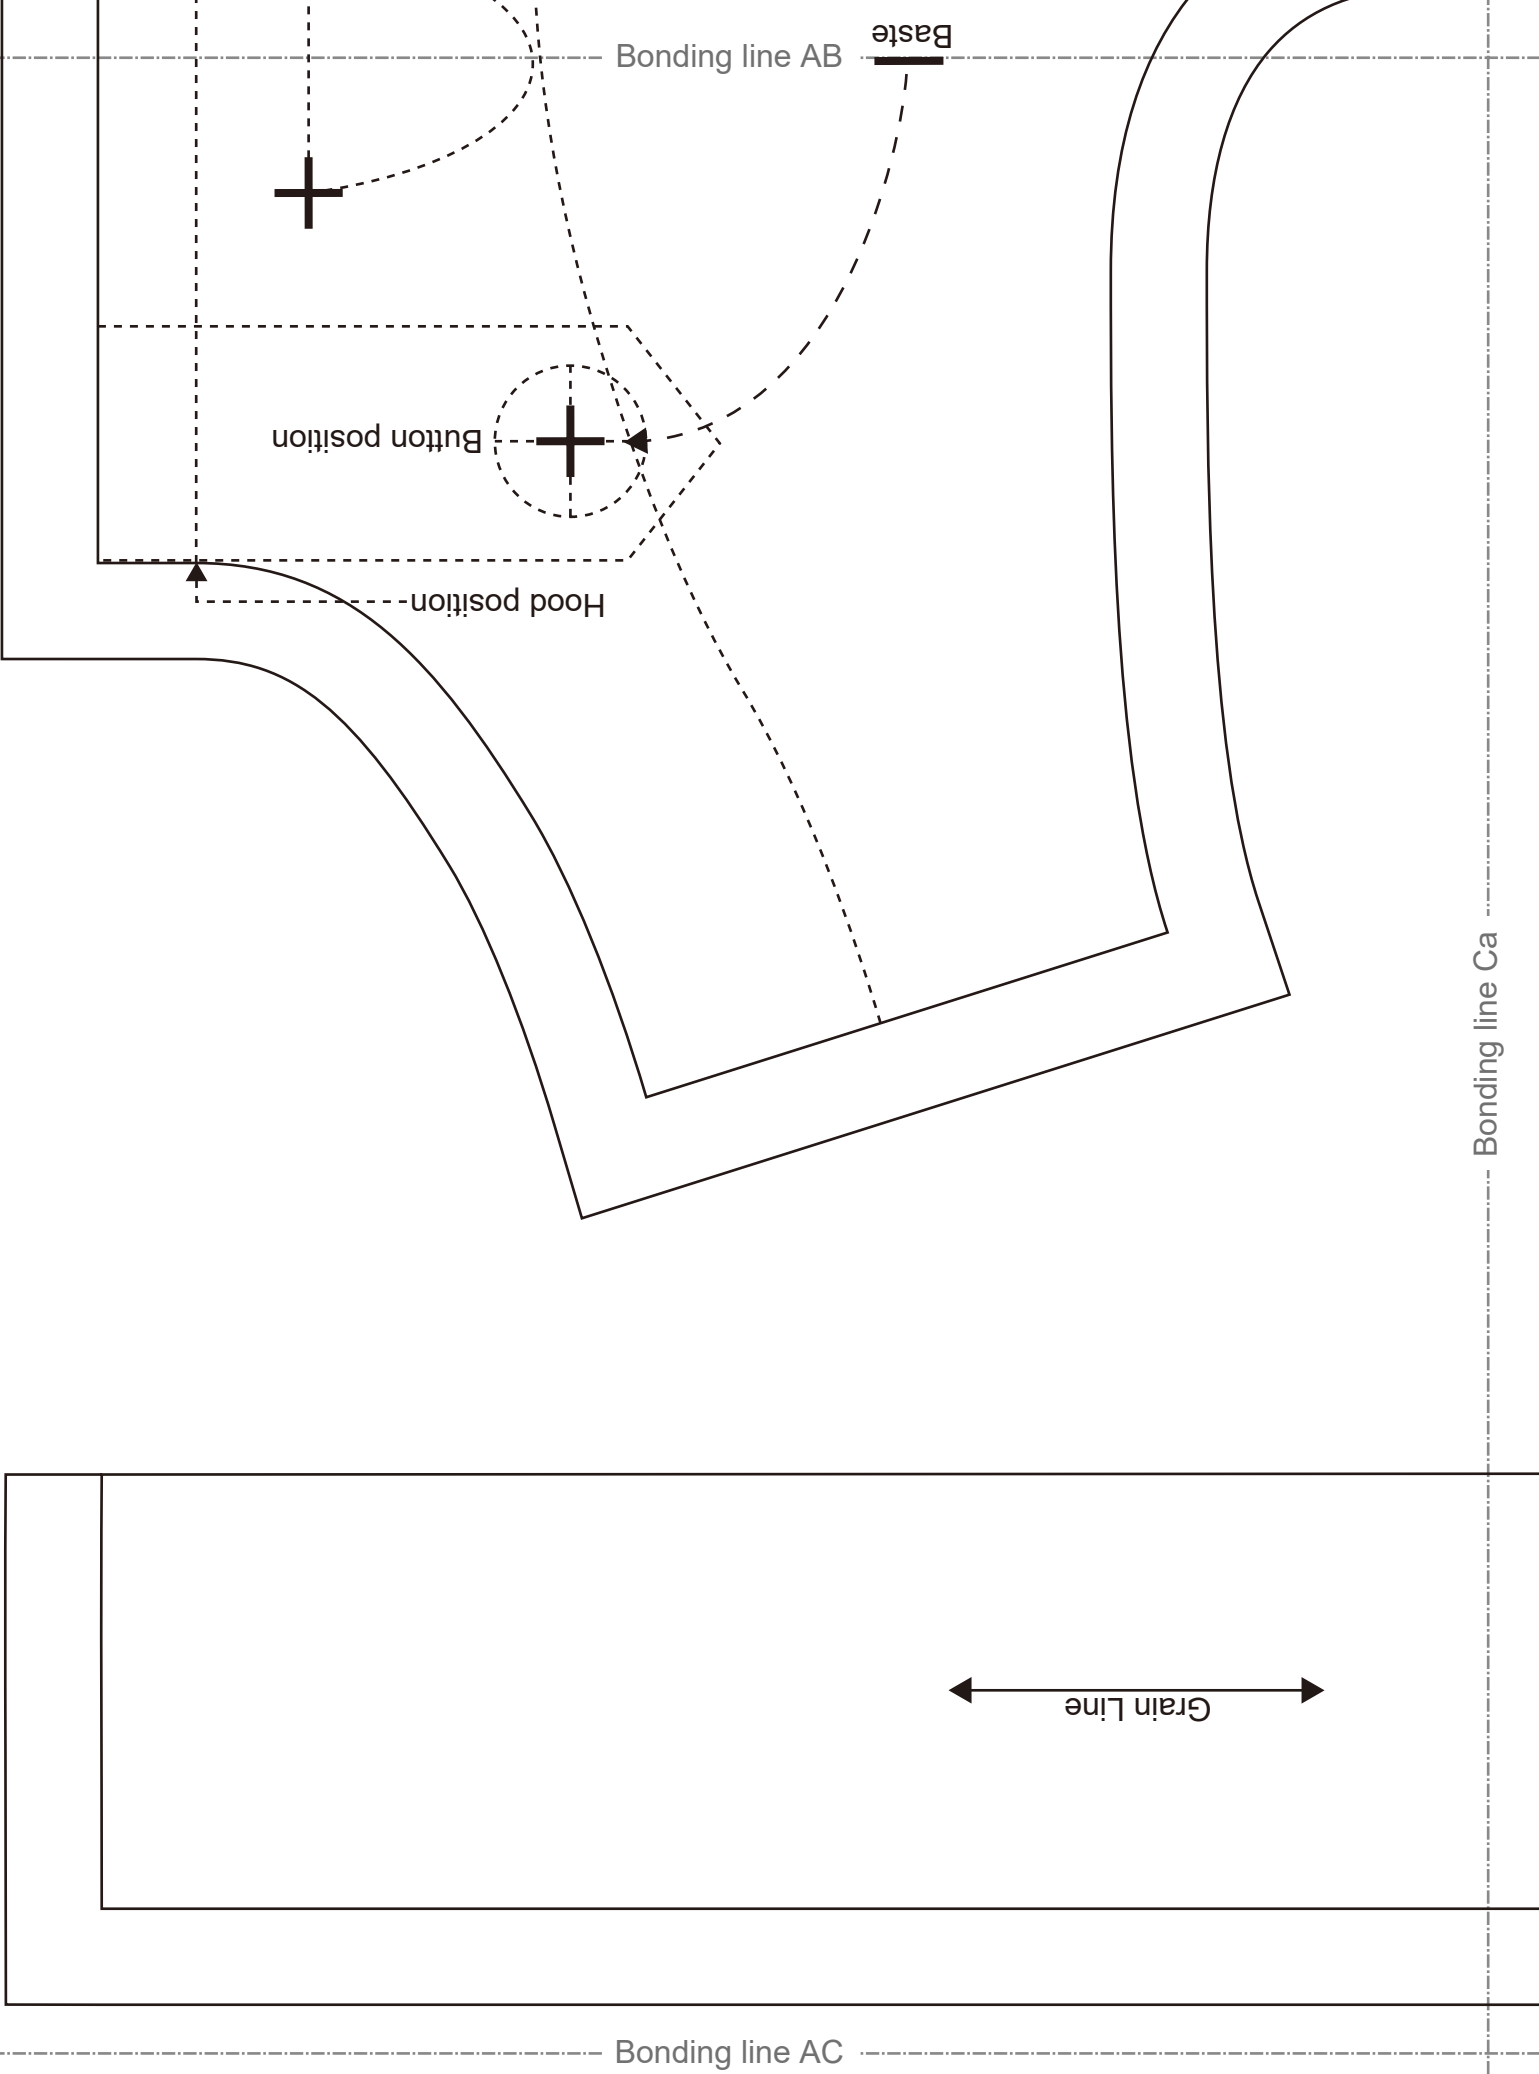 Baste
Bonding line AB
Button position
Hood position
Bonding line Ca
Grain Line
Bonding line AC